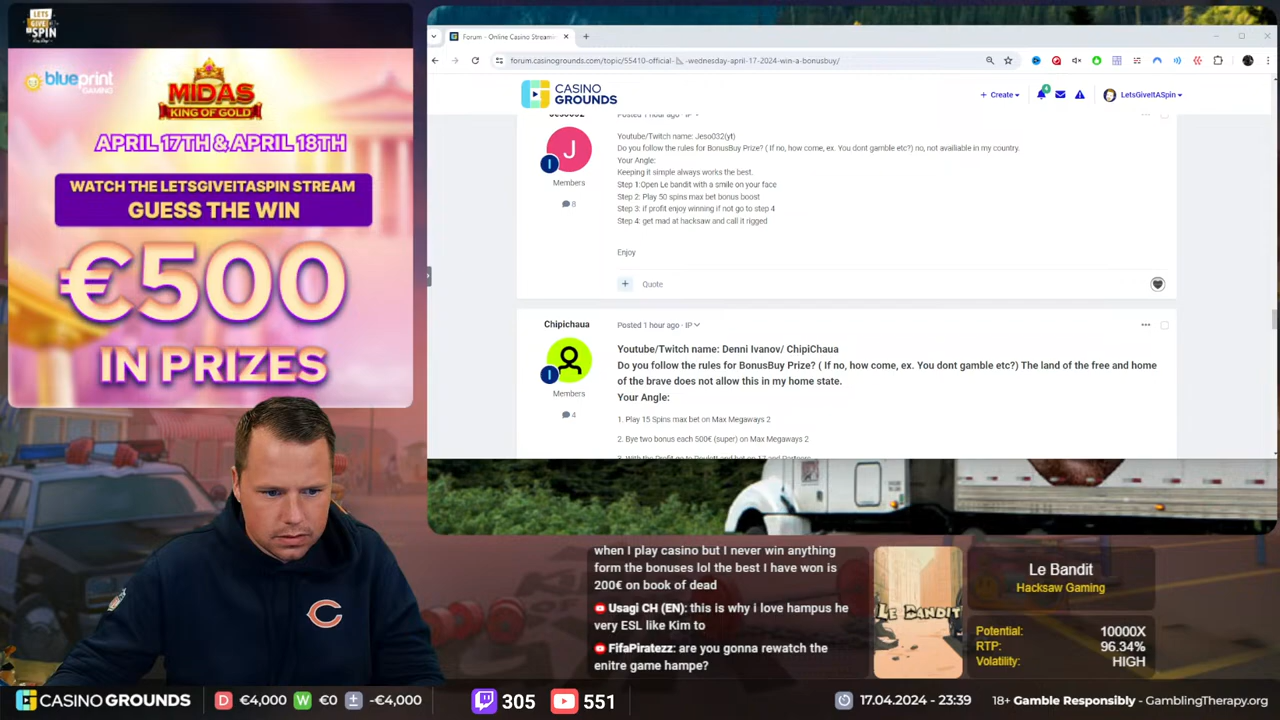 LETS
GIVE IT
A SPIN
blueprint
GAMING
MIDAS
KING OF GOLD
APRIL 17TH & APRIL 18TH
WATCH THE LETSGIVEITASPIN STREAM
GUESS THE WIN
€500
IN PRIZES
Forum - Online Casino Streami
forum.casinogrounds.com/topic/55410-official-
-wednesday-april-17-2024-win-a-bonusbuy/
CASINO
GROUNDS
+ Create
4
LetsGiveItASpin
Jeso032
Posted 1 hour ago · IP
J
Members
8
Youtube/Twitch name: Jeso032(yt)
Do you follow the rules for BonusBuy Prize? ( If no, how come, ex. You dont gamble etc?) no, not available in my country.
Your Angle:
Keeping it simple always works the best.
Step 1:Open Le bandit with a smile on your face
Step 2: Play 50 spins max bet bonus boost
Step 3: if profit enjoy winning if not go to step 4
Step 4: get mad at hacksaw and call it rigged
Enjoy
+ Quote
Chipichaua
Posted 1 hour ago · IP
Members
4
Youtube/Twitch name: Denni Ivanov/ ChipiChaua
Do you follow the rules for BonusBuy Prize? ( If no, how come, ex. You dont gamble etc?) The land of the free and home
of the brave does not allow this in my home state.
Your Angle:
1. Play 15 Spins max bet on Max Megaways 2
2. Bye two bonus each 500€ (super) on Max Megaways 2
when I play casino but I never win anything
form the bonuses lol the best I have won is
200€ on book of dead
Usagi CH (EN): this is why i love hampus he
very ESL like Kim to
FifaPiratezz: are you gonna rewatch the
enitre game hampe?
LE BANDIT
Le Bandit
Hacksaw Gaming
Potential: 10000X
RTP: 96.34%
Volatility: HIGH
CASINO GROUNDS
D €4,000 W €0 ± -€4,000
305
551
17.04.2024 - 23:39
18+ Gamble Responsibly - GamblingTherapy.org